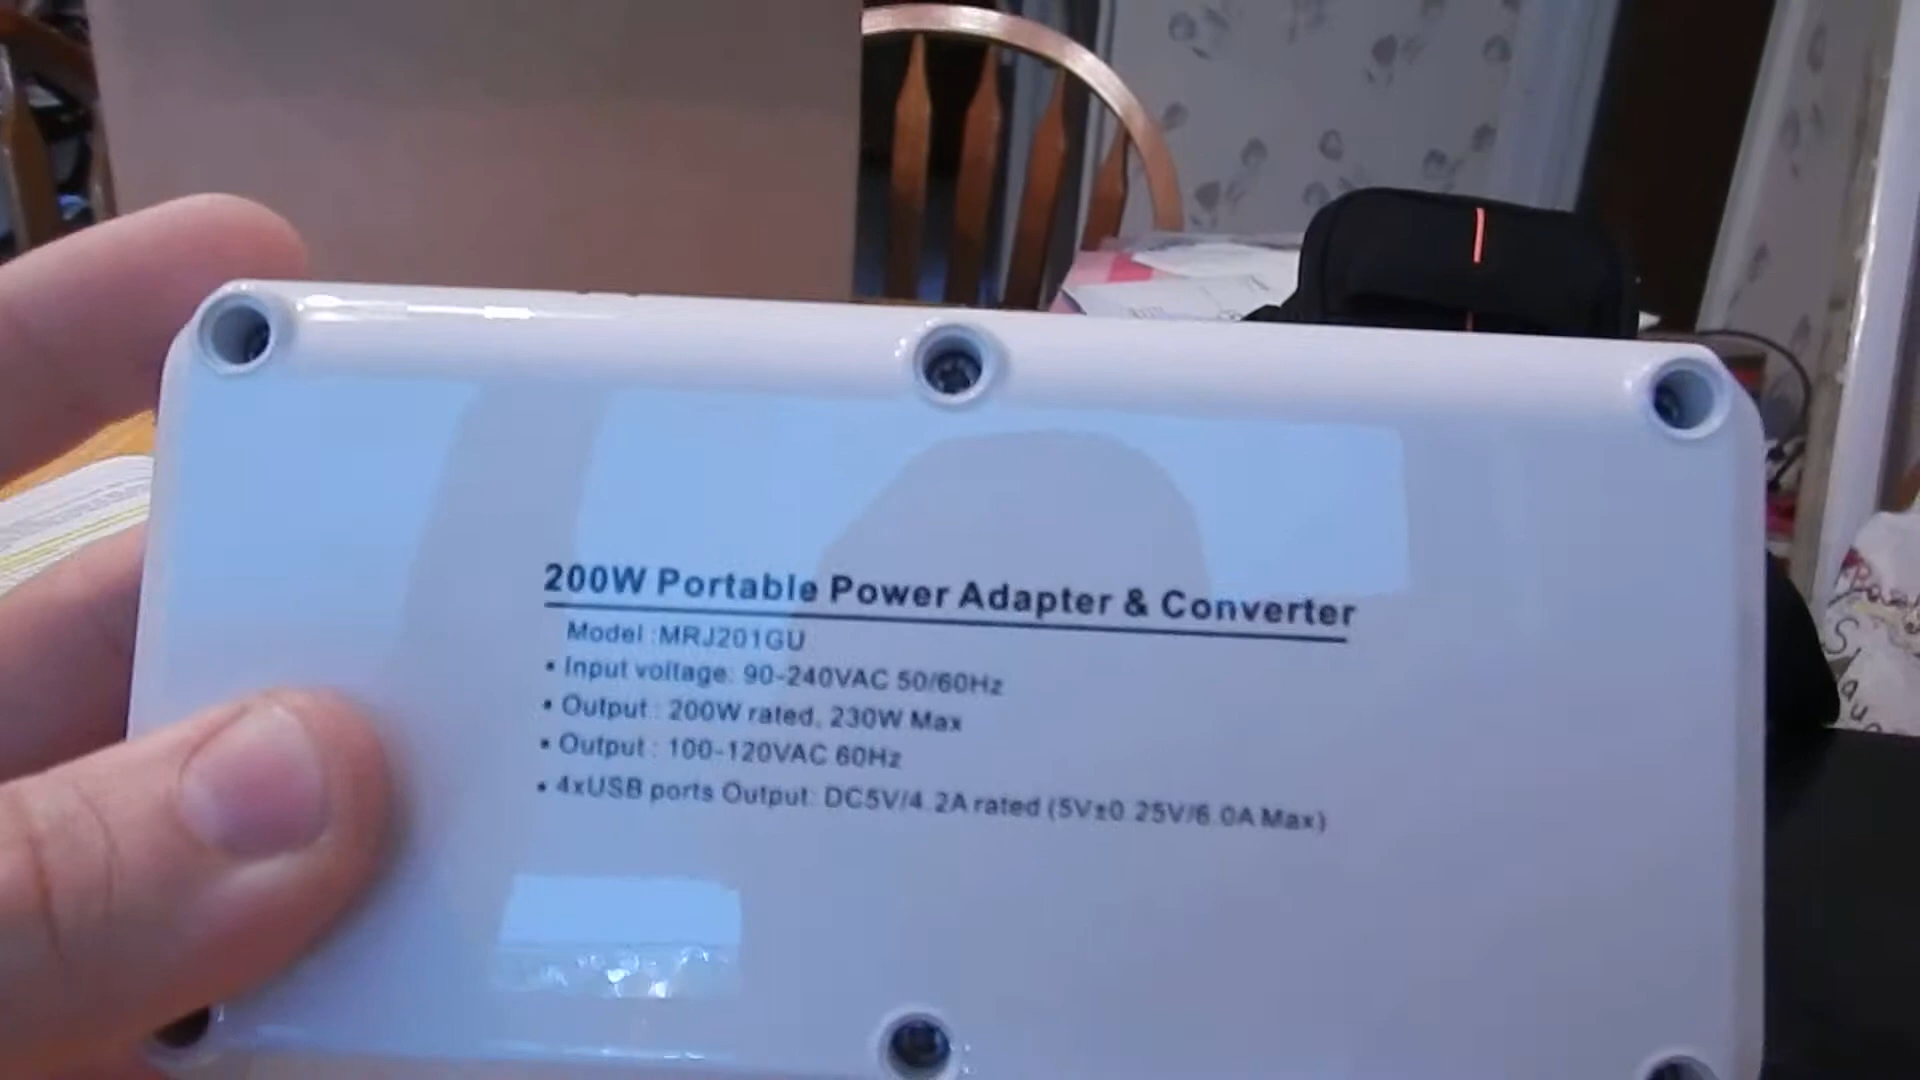 200W Portable Power Adapter & Converter
Model :MRJ201GU
• Input voltage: 90-240VAC 50/60Hz
• Output : 200W rated, 230W Max
• Output : 100-120VAC 60Hz
• 4xUSB ports Output: DC5V/4.2A rated (5V±0.25V/6.0A Max)